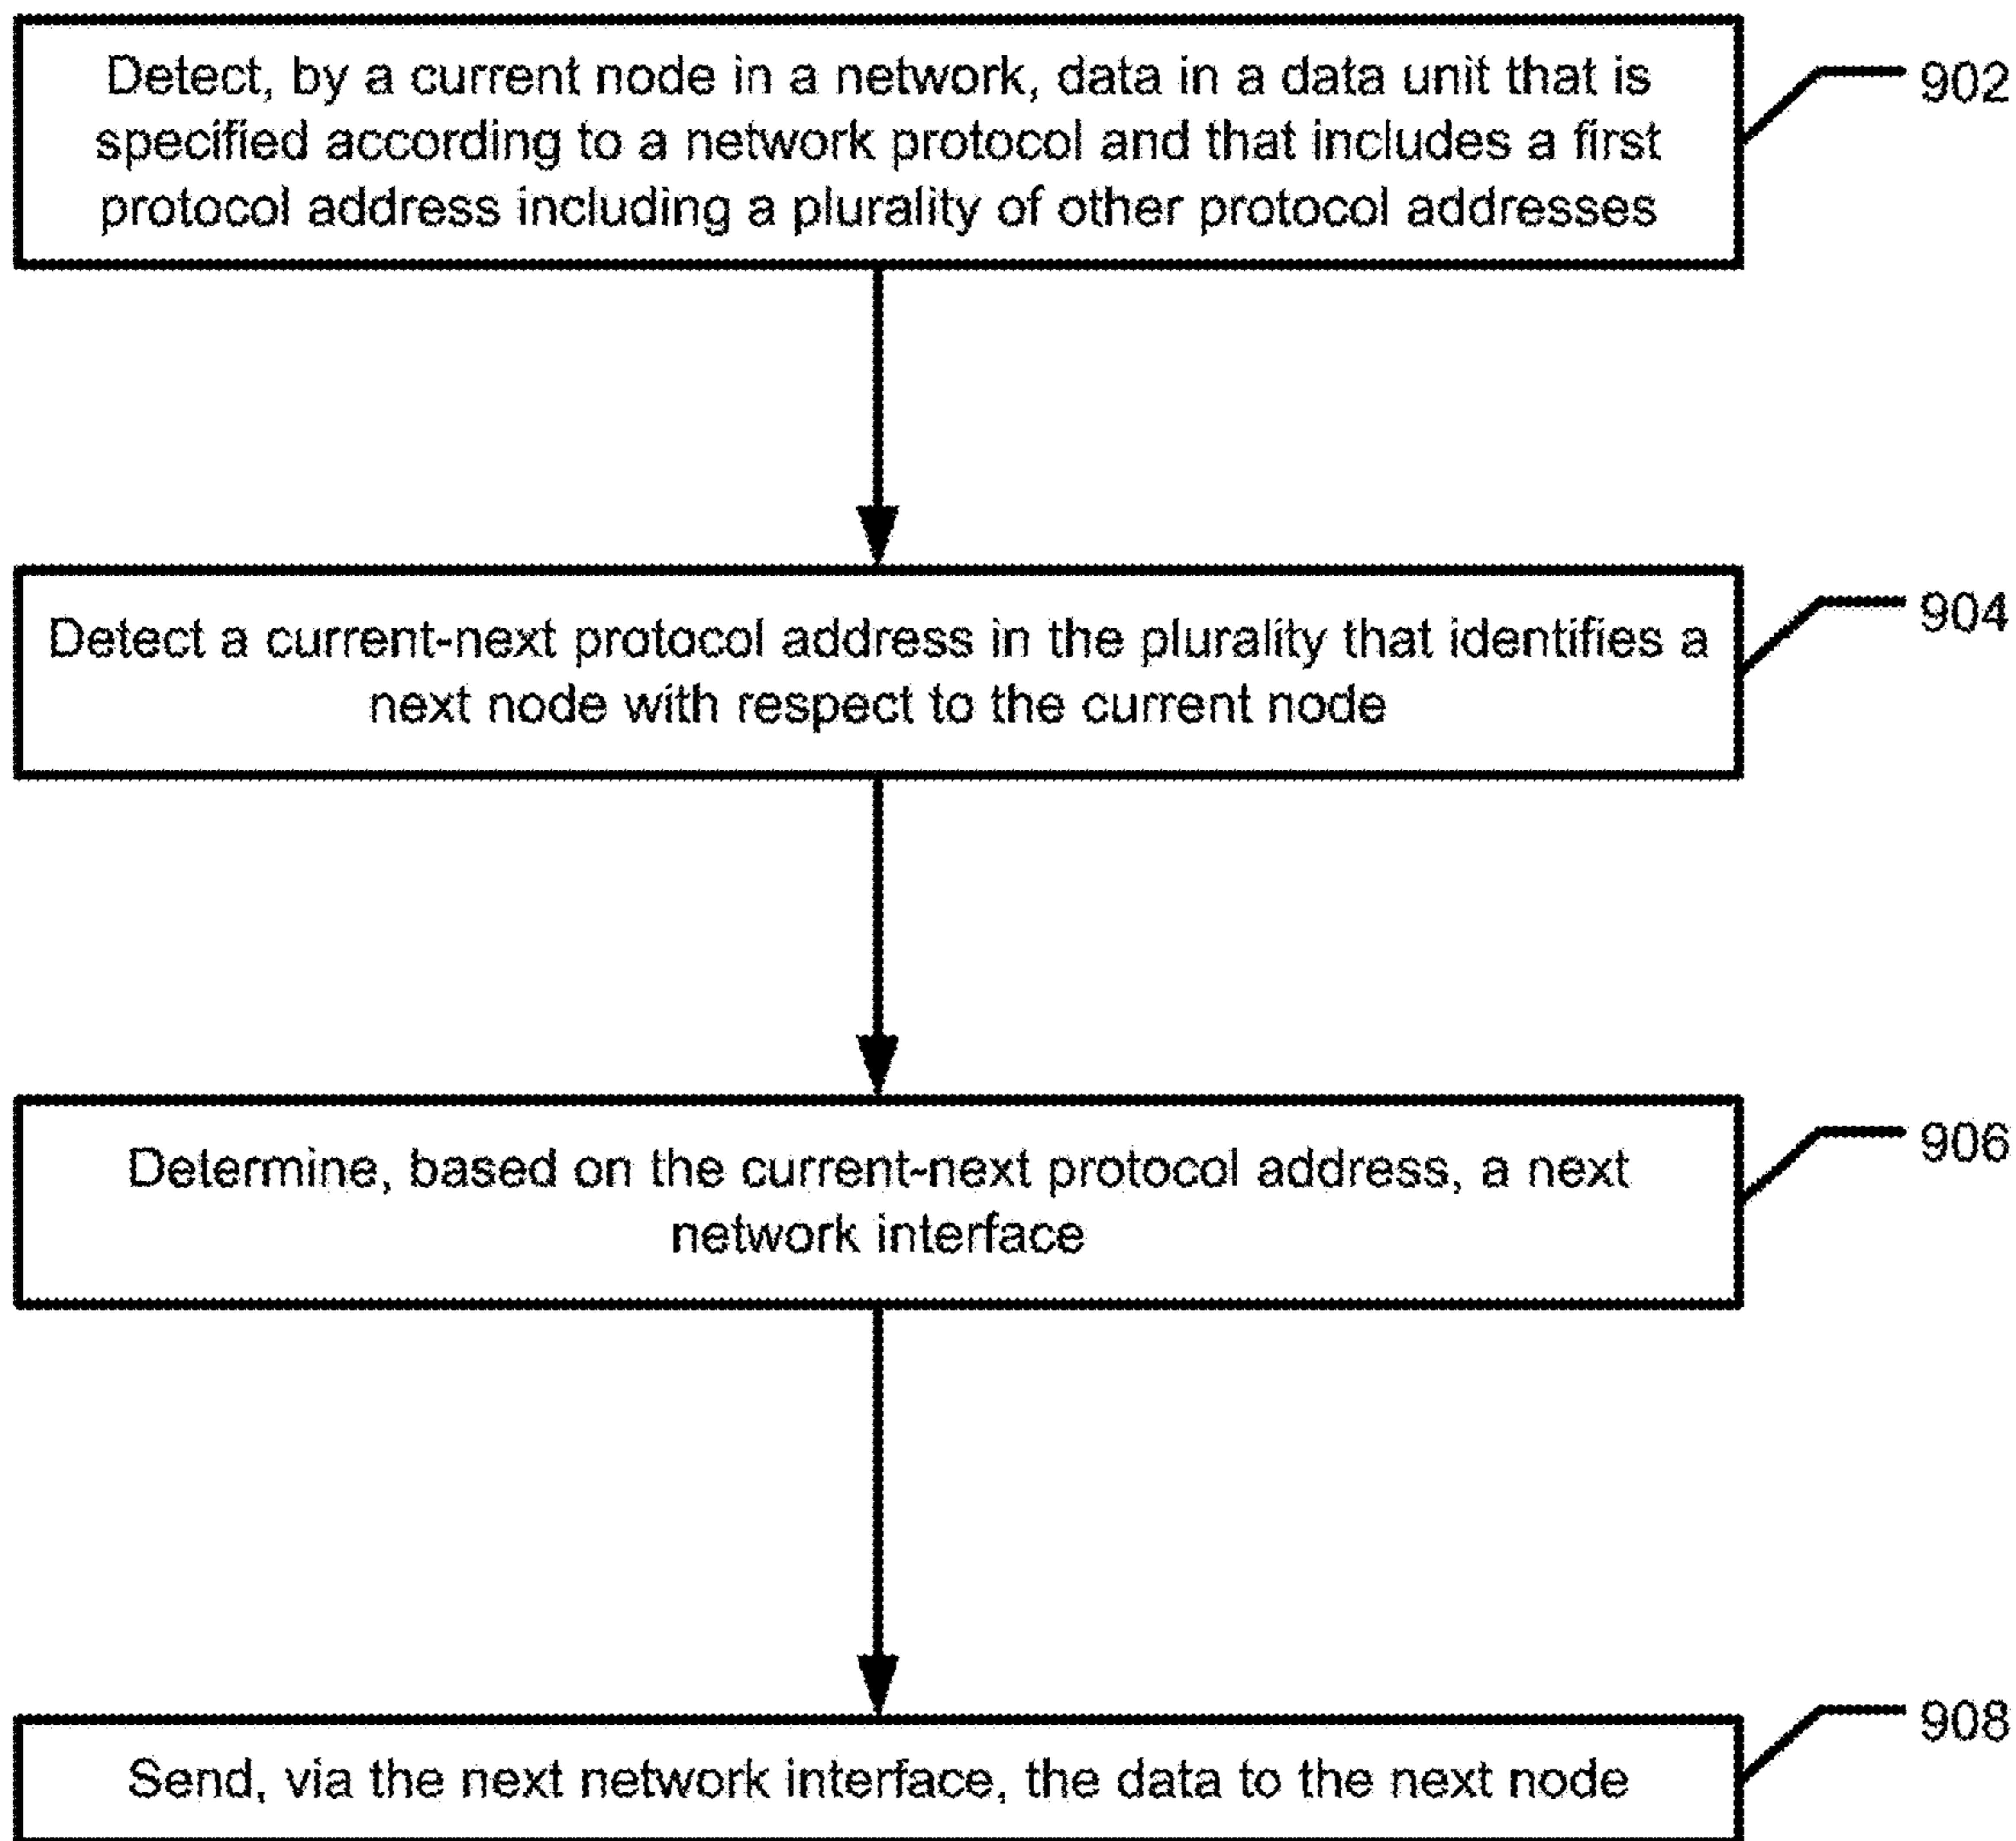 Detect, by a current node in a network, data in a data unit that is
specified according to a network protocol and that includes a first
protocol address including a plurality of other protocol addresses
902
Detect a current-next protocol address in the plurality that identifies a
next node with respect to the current node
904
Determine, based on the current-next protocol address, a next
network interface
906
Send, via the next network interface, the data to the next node
908